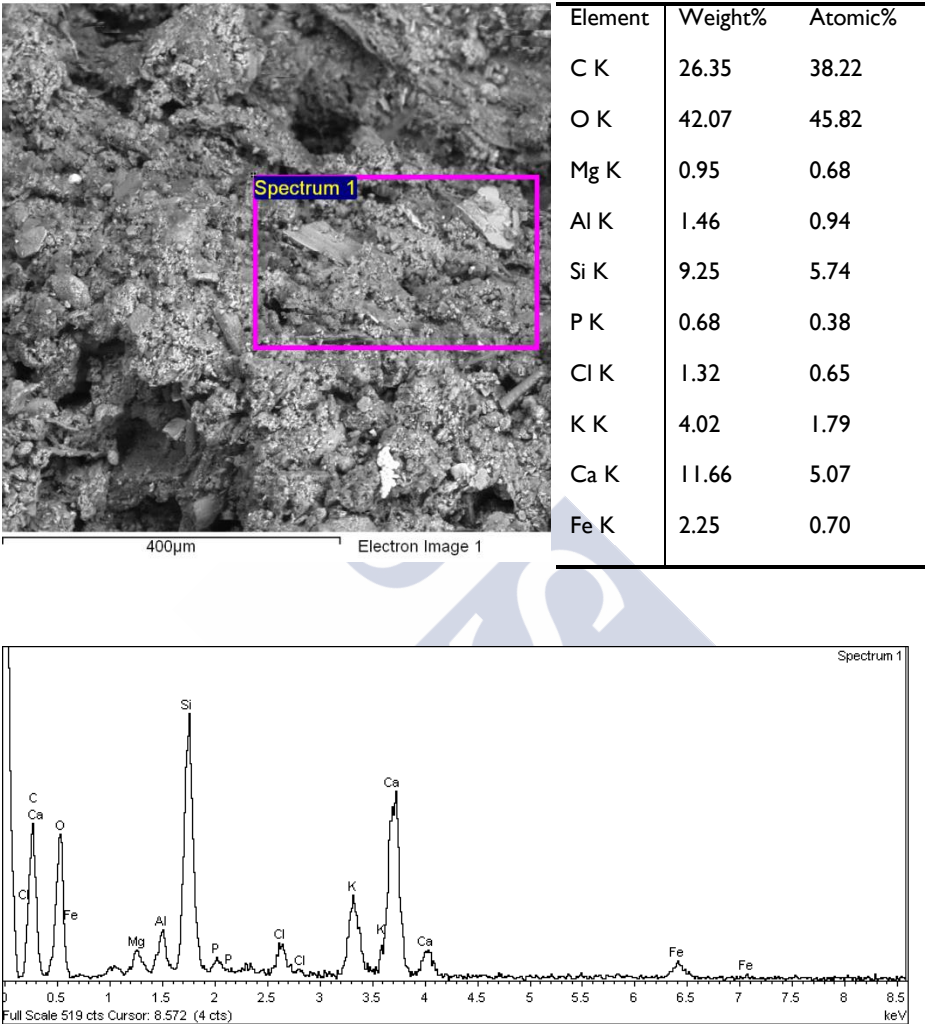 Spectrum 1
400µm Electron Image 1
Element Weight% Atomic%
C K 26.35 38.22
O K 42.07 45.82
Mg K 0.95 0.68
Al K 1.46 0.94
Si K 9.25 5.74
P K 0.68 0.38
Cl K 1.32 0.65
K K 4.02 1.79
Ca K 11.66 5.07
Fe K 2.25 0.70
Spectrum 1
Si
Ca
C
Ca
O
K
Cl
Fe
Al
Mg
P
P
Cl
Cl
K
Ca
Fe
Fe
0 0.5 1 1.5 2 2.5 3 3.5 4 4.5 5 5.5 6 6.5 7 7.5 8 8.5
Full Scale 519 cts Cursor: 8.572 (4 cts) keV